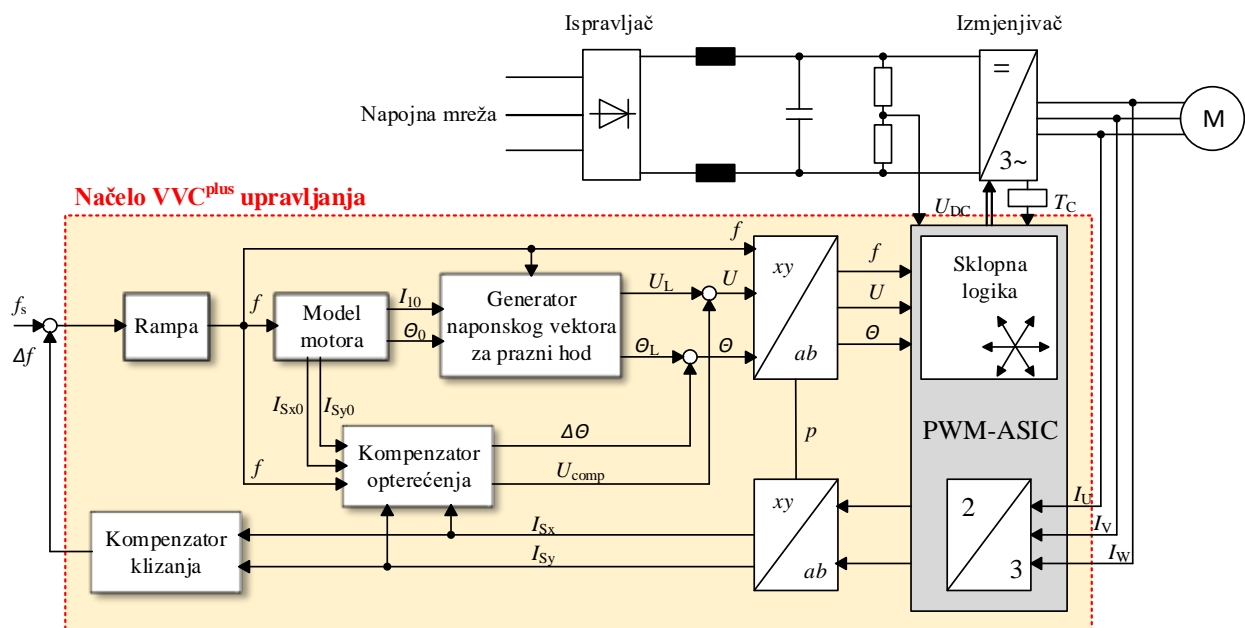 Ispravljač
Izmjenjivač
Napojna mreža
=
3~
M
Načelo VVCplus upravljanja
UDC
TC
f
f
Sklopna
logika
xy
ab
UL
U
U
I10
Generator
naponskog vektora
za prazni hod
fs
Rampa
f
Model
motora
Θ0
ΘL
Θ
Θ
Δf
ISx0
ISy0
PWM-ASIC
Kompenzator
opterećenja
ΔΘ
p
f
Ucomp
xy
ab
2
3
IU
IV
IW
Kompenzator
klizanja
ISx
ISy